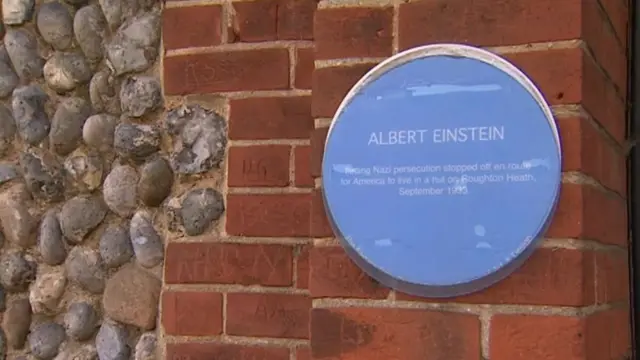 ALBERT EINSTEIN
fleeing Nazi persecution stopped off en route
for America to live in a hut on Roughton Heath,
September 1933.